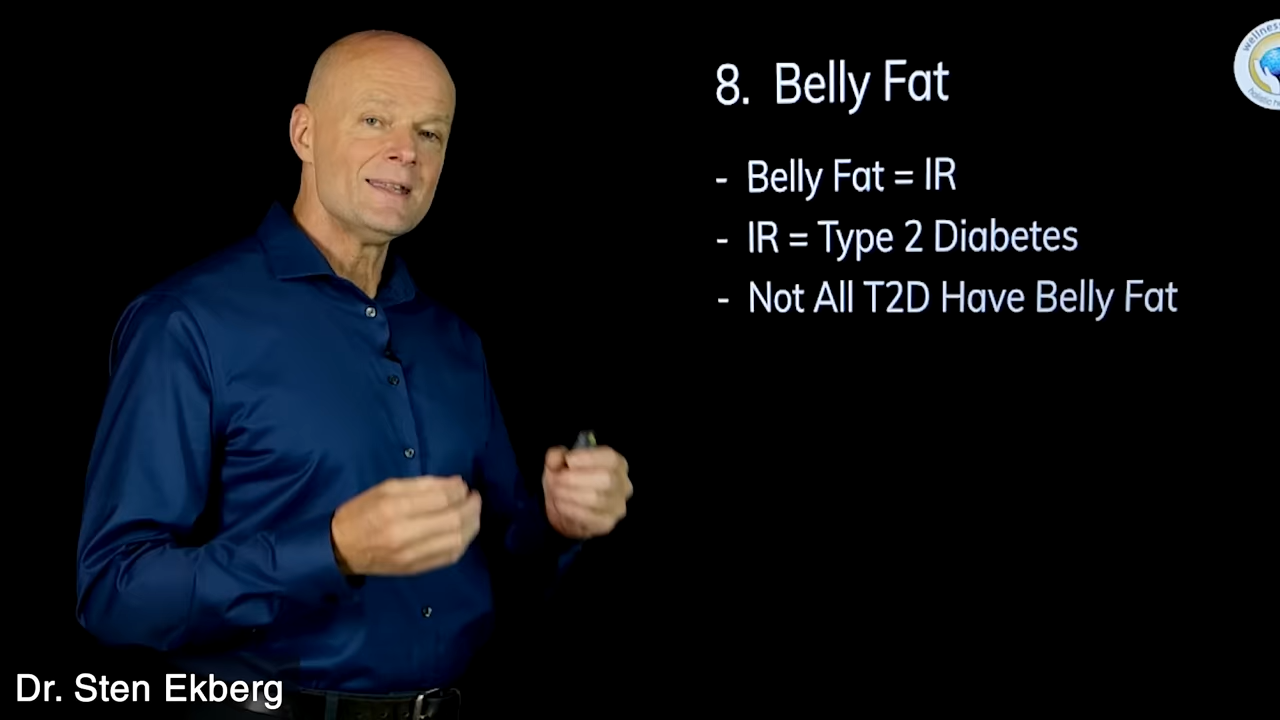 8. Belly Fat
- Belly Fat = IR
- IR = Type 2 Diabetes
- Not All T2D Have Belly Fat
wellness
Dr. Sten Ekberg